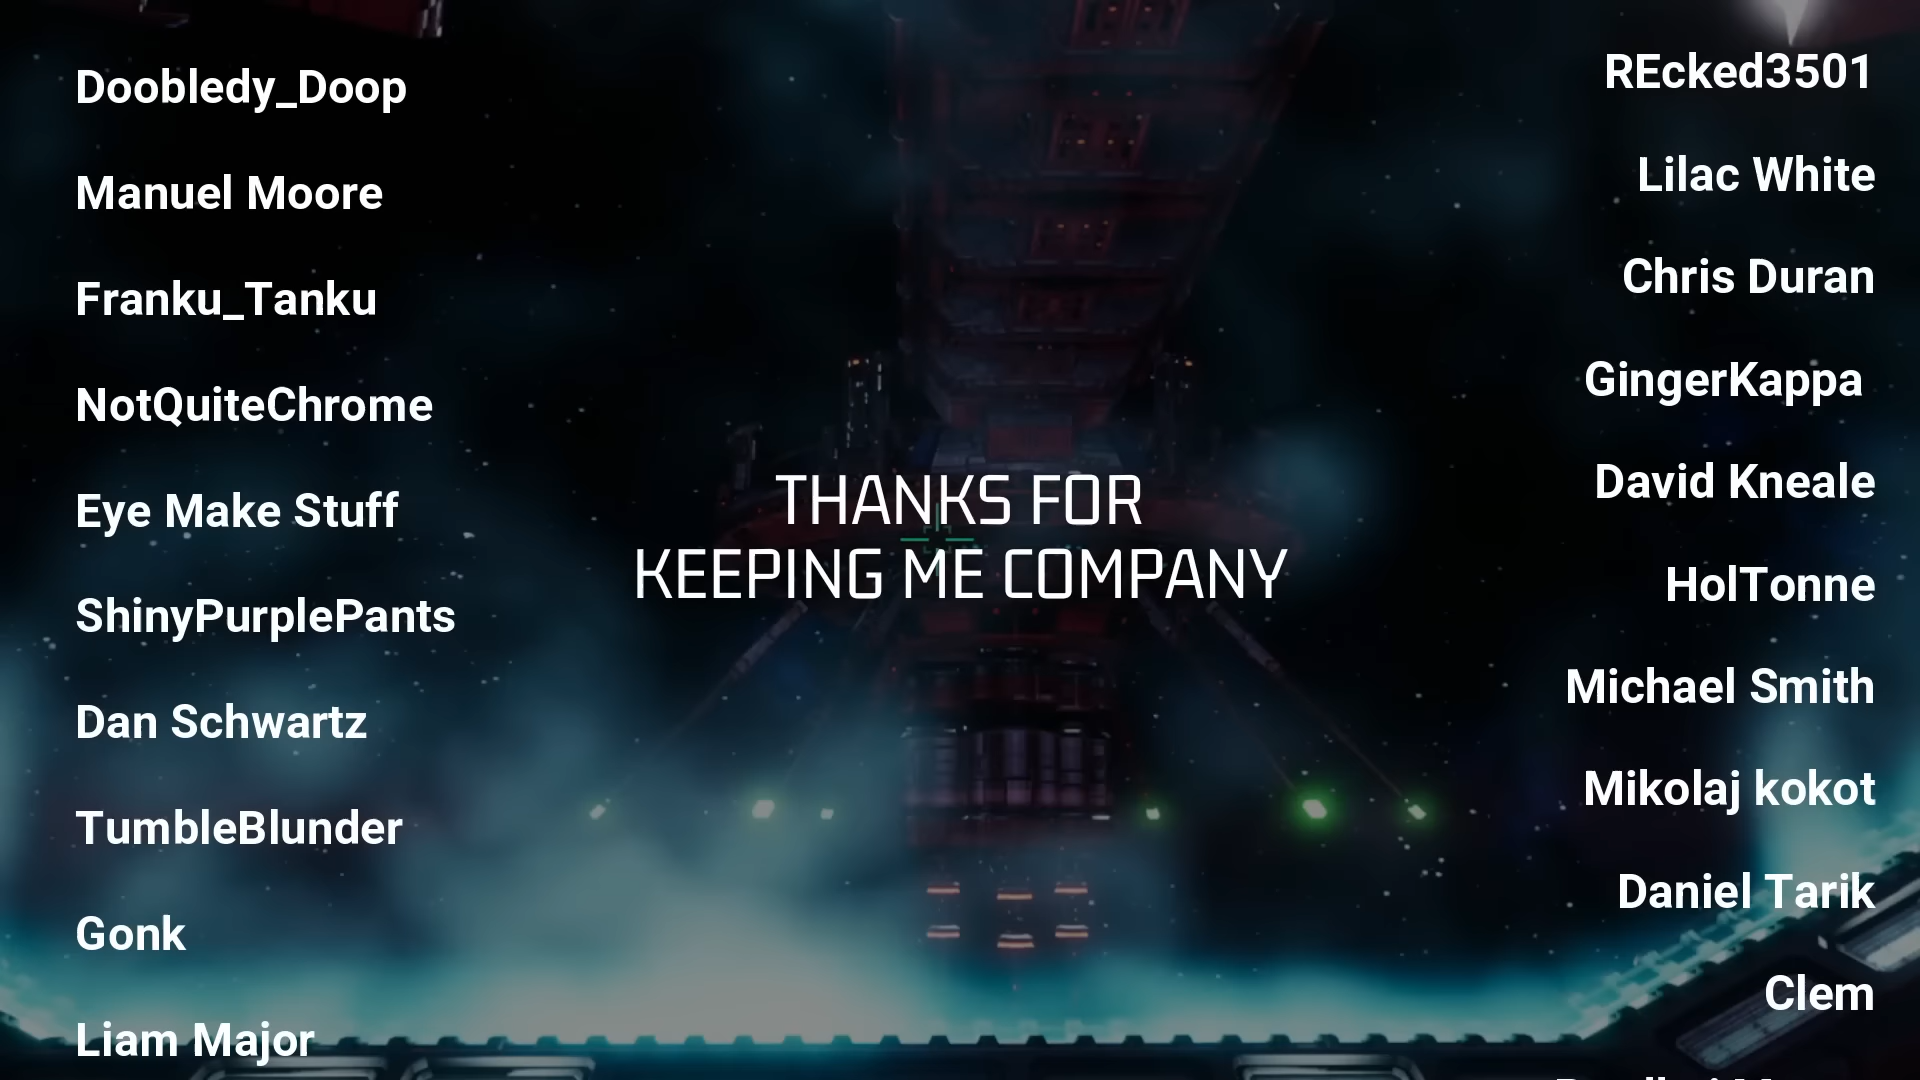 Doobledy_Doop
Manuel Moore
Franku_Tanku
NotQuiteChrome
Eye Make Stuff
ShinyPurplePants
Dan Schwartz
TumbleBlunder
Gonk
Liam Major
THANKS FOR
KEEPING ME COMPANY
REcked3501
Lilac White
Chris Duran
GingerKappa
David Kneale
HolTonne
Michael Smith
Mikolaj kokot
Daniel Tarik
Clem